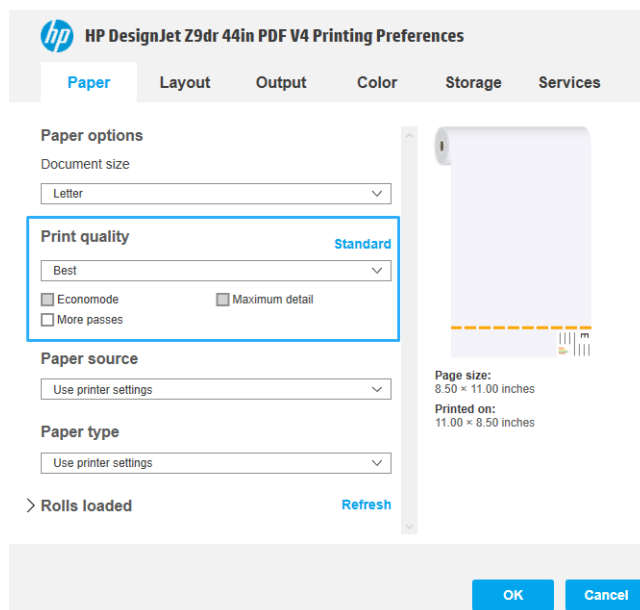 hp HP DesignJet Z9dr 44in PDF V4 Printing Preferences
Paper Layout Output Color Storage Services
Paper options
Document size
Letter
Print quality
Standard
Best
Economode Maximum detail
More passes
Paper source
Use printer settings
Paper type
Use printer settings
Rolls loaded
Refresh
Page size:
8.50 × 11.00 inches
Printed on:
11.00 × 8.50 inches
OK Cancel